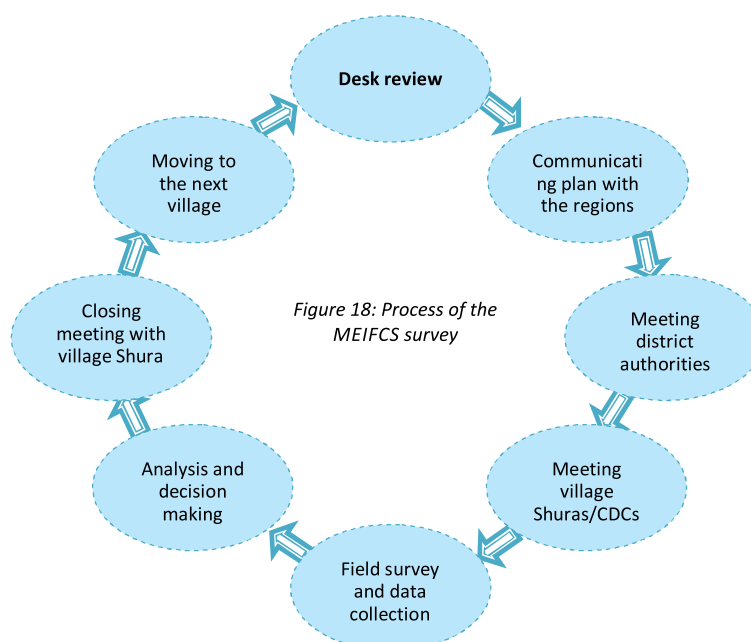 Desk review
Communicati
ng plan with
the regions
Meeting
district
authorities
Meeting
village
Shuras/CDCs
Field survey
and data
collection
Analysis and
decision
making
Closing
meeting with
village Shura
Moving to
the next
village
Figure 18: Process of the
MEIFCS survey